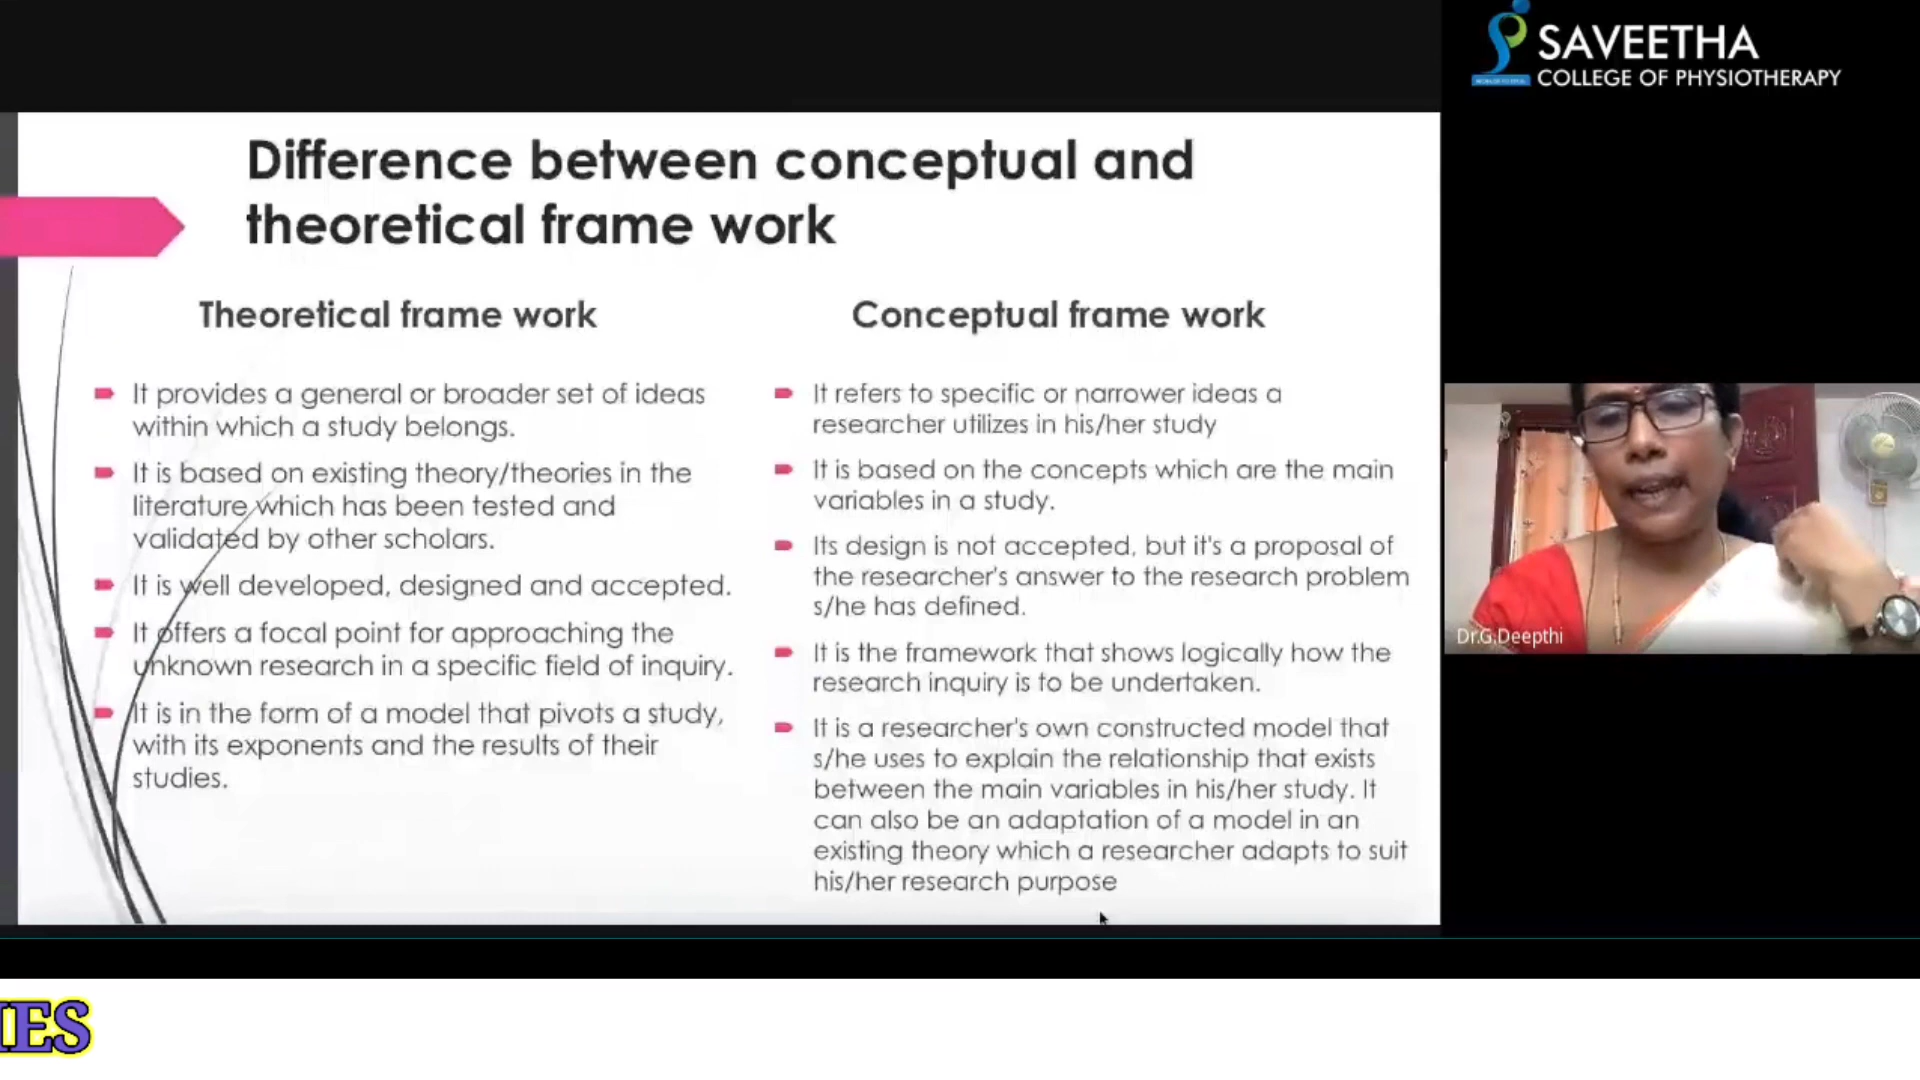 SAVEETHA
COLLEGE OF PHYSIOTHERAPY
Difference between conceptual and
theoretical frame work
Theoretical frame work
It provides a general or broader set of ideas
within which a study belongs.
It is based on existing theory/theories in the
literature which has been tested and
validated by other scholars.
It is well developed, designed and accepted.
It offers a focal point for approaching the
unknown research in a specific field of inquiry.
It is in the form of a model that pivots a study,
with its exponents and the results of their
studies.
Conceptual frame work
It refers to specific or narrower ideas a
researcher utilizes in his/her study
It is based on the concepts which are the main
variables in a study.
Its design is not accepted, but it's a proposal of
the researcher's answer to the research problem
s/he has defined.
It is the framework that shows logically how the
research inquiry is to be undertaken.
It is a researcher's own constructed model that
s/he uses to explain the relationship that exists
between the main variables in his/her study. It
can also be an adaptation of a model in an
existing theory which a researcher adapts to suit
his/her research purpose
Dr.G.Deepthi
IES